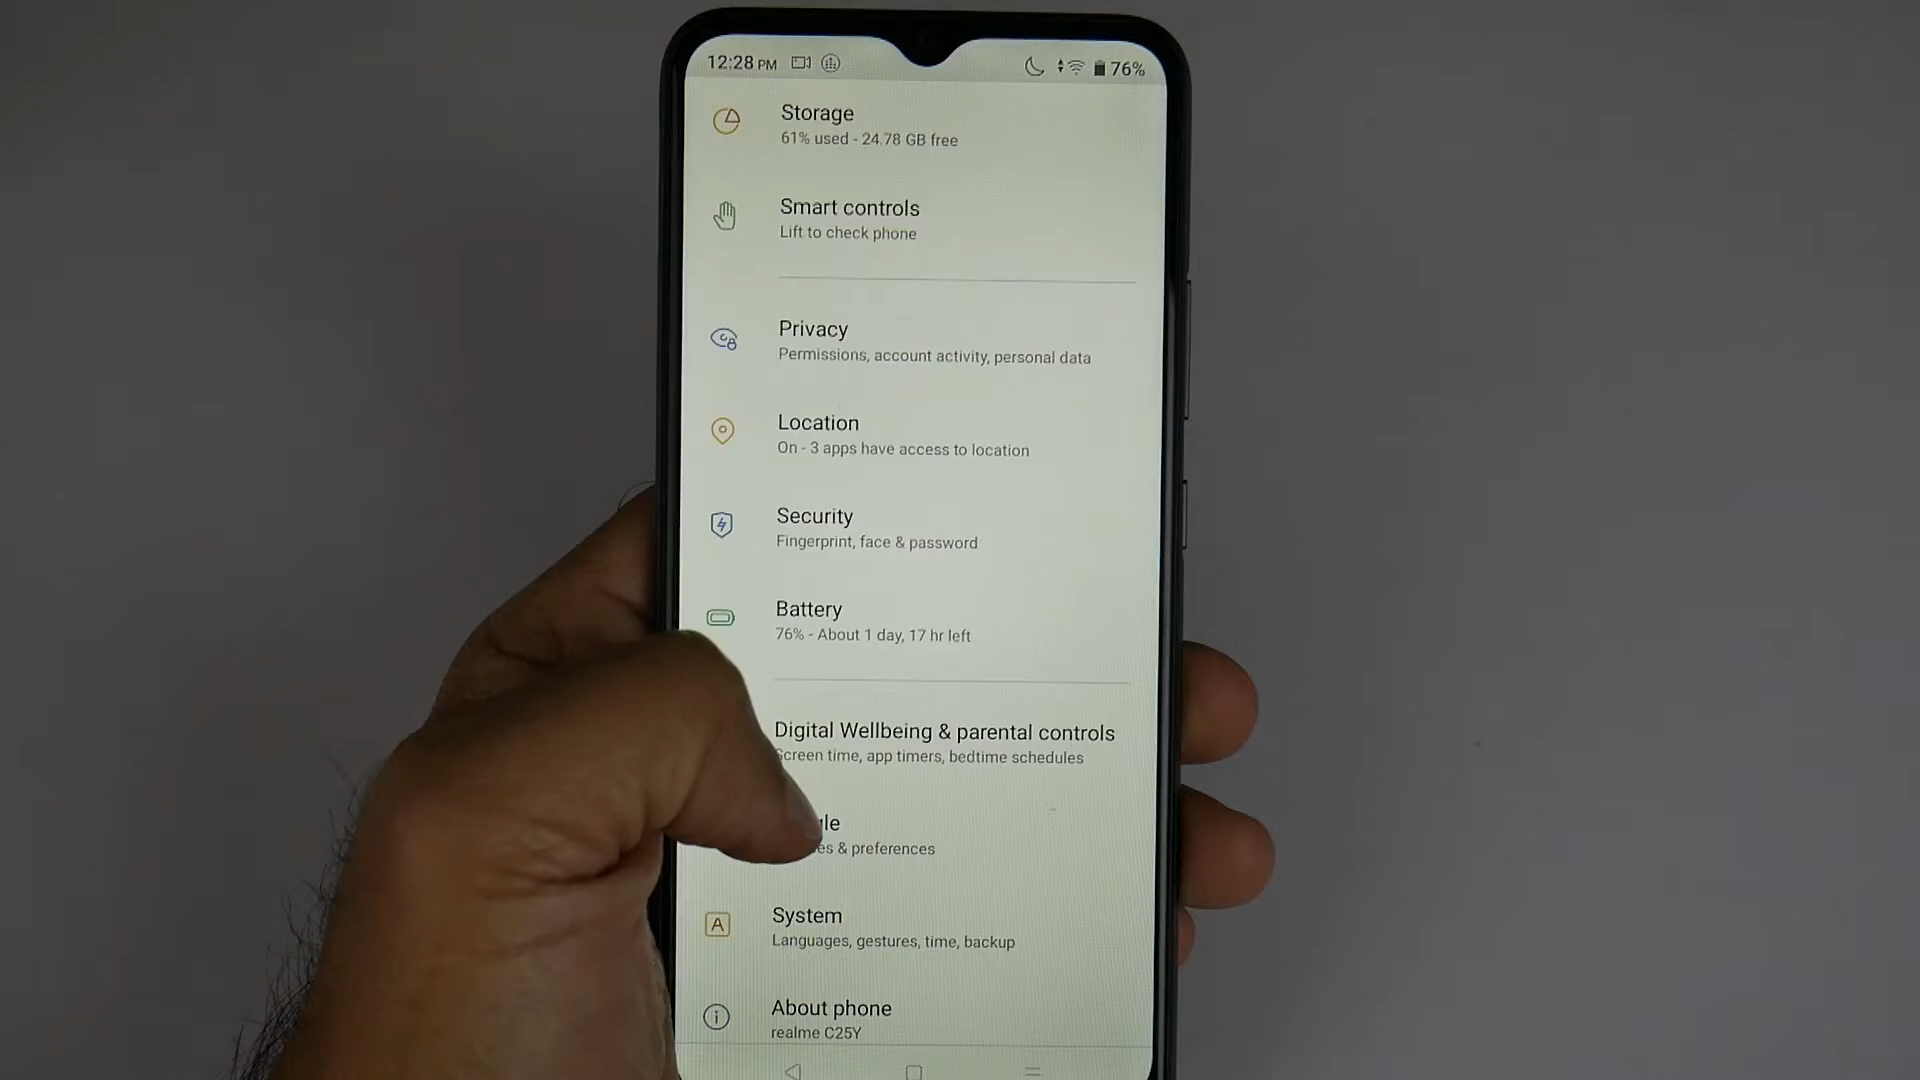 12:28 PM
76%
Storage
61% used - 24.78 GB free
Smart controls
Lift to check phone
Privacy
Permissions, account activity, personal data
Location
On - 3 apps have access to location
Security
Fingerprint, face & password
Battery
76% - About 1 day, 17 hr left
Digital Wellbeing & parental controls
Screen time, app timers, bedtime schedules
& preferences
System
Languages, gestures, time, backup
About phone
realme C25Y